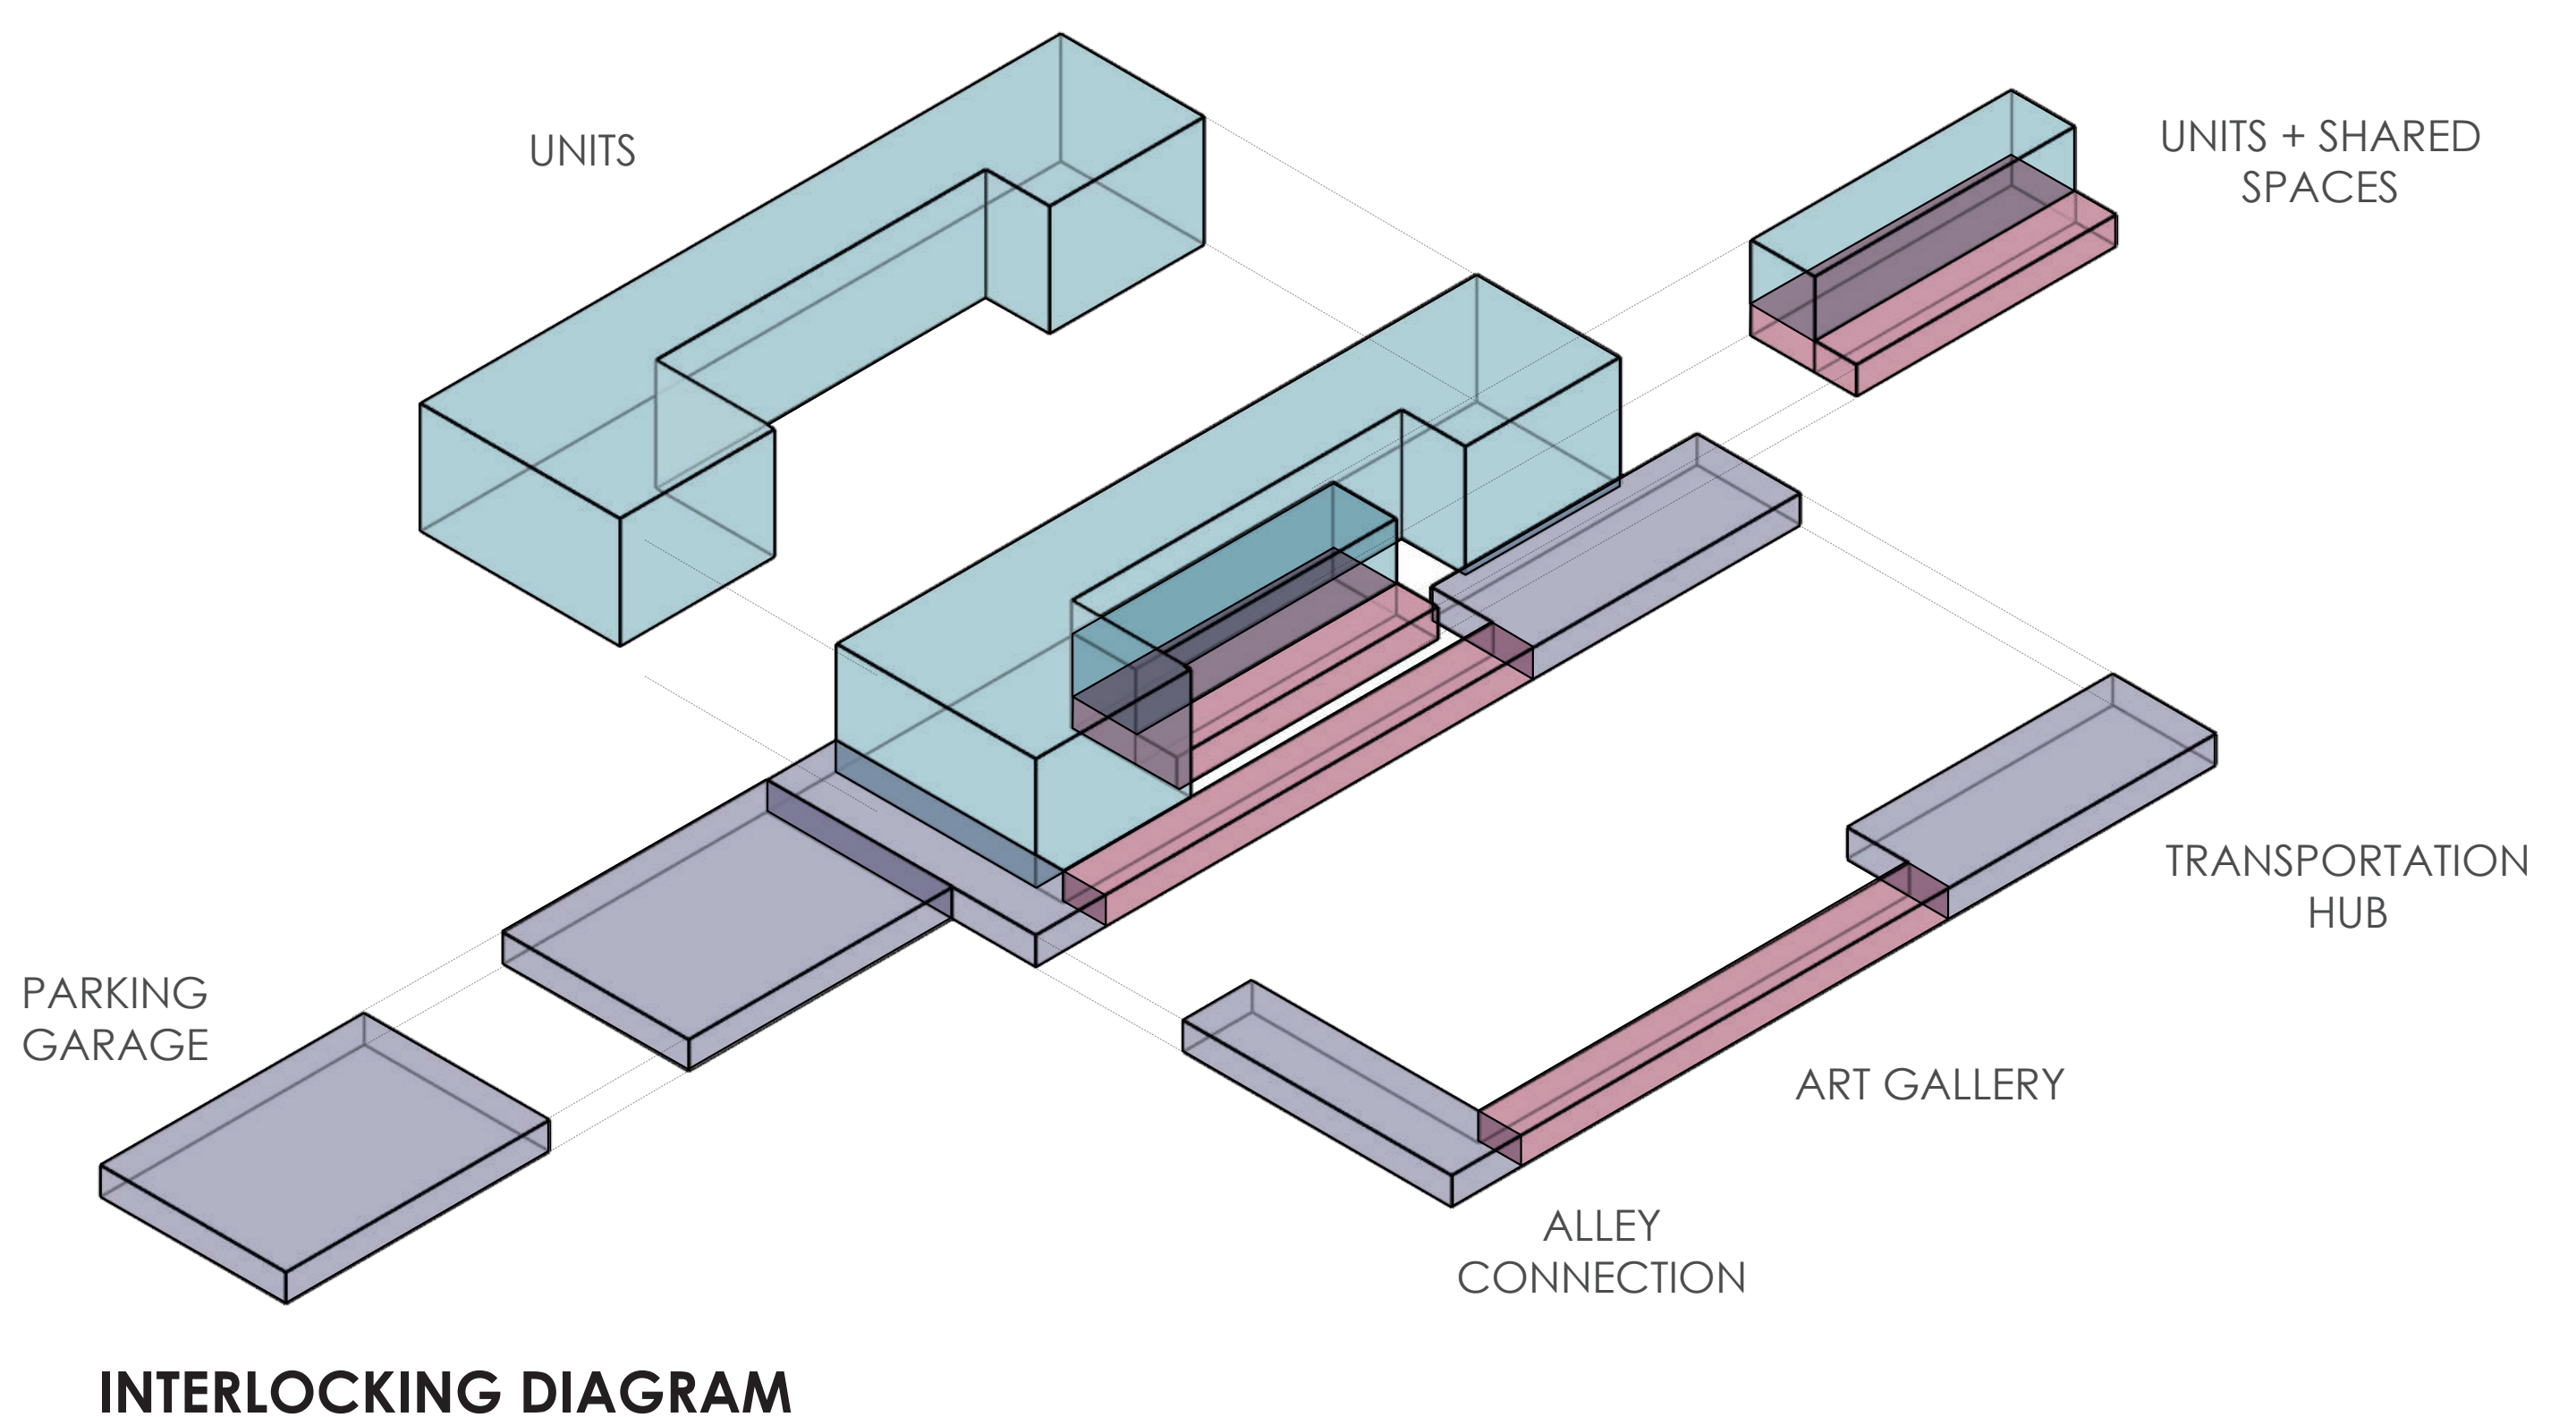 UNITS
UNITS + SHARED
SPACES
TRANSPORTATION
HUB
PARKING
GARAGE
ART GALLERY
ALLEY
CONNECTION
INTERLOCKING DIAGRAM